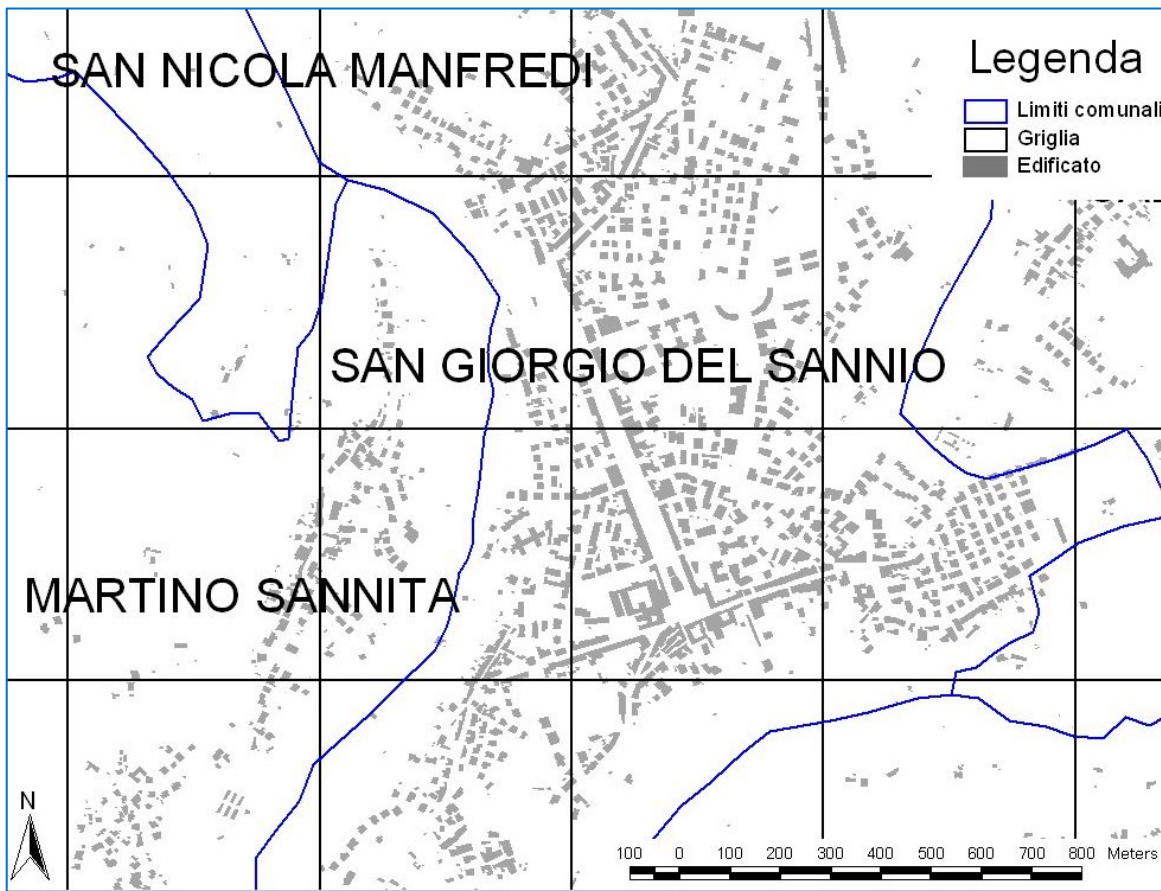 SAN NICOLA MANFREDI
Legenda
Limiti comunali
Griglia
Edificato
SAN GIORGIO DEL SANNIO
MARTINO SANNITA
N
100 0 100 200 300 400 500 600 700 800 Meters